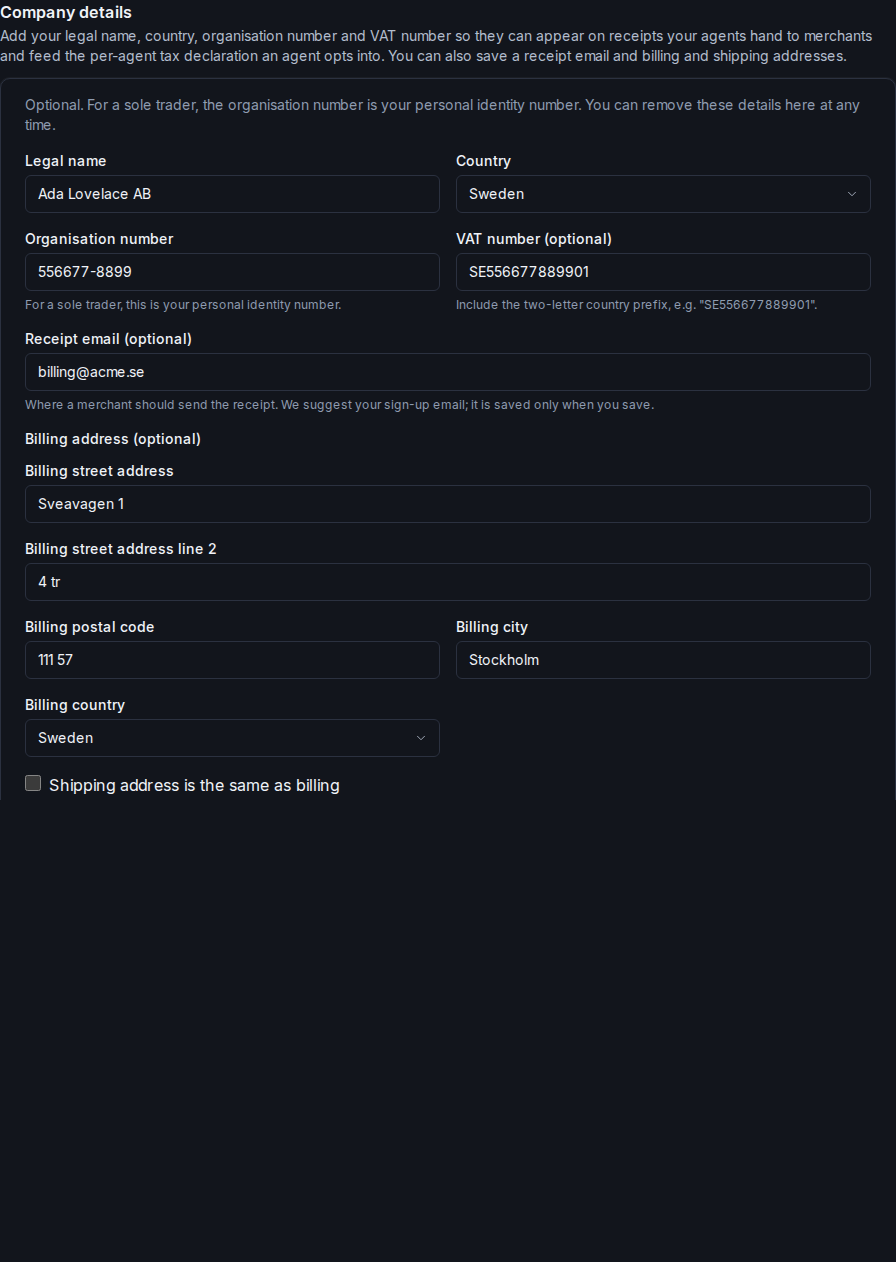 Company details
Add your legal name, country, organisation number and VAT number so they can appear on receipts your agents hand to merchants
and feed the per-agent tax declaration an agent opts into. You can also save a receipt email and billing and shipping addresses.
Optional. For a sole trader, the organisation number is your personal identity number. You can remove these details here at any
time.
Legal name
Country
Ada Lovelace AB
Sweden
Organisation number
VAT number (optional)
556677-8899
SE556677889901
For a sole trader, this is your personal identity number.
Include the two-letter country prefix, e.g. "SE556677889901".
Receipt email (optional)
billing@acme.se
Where a merchant should send the receipt. We suggest your sign-up email; it is saved only when you save.
Billing address (optional)
Billing street address
Sveavagen 1
Billing street address line 2
4 tr
Billing postal code
Billing city
111 57
Stockholm
Billing country
Sweden
Shipping address is the same as billing